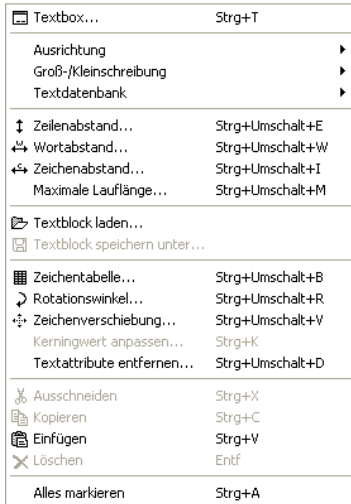 Textbox... Strg+T
Ausrichtung
Groß-/Kleinschreibung
Textdatenbank
Zeilenabstand... Strg+Umschalt+E
Wortabstand... Strg+Umschalt+W
Zeichenabstand... Strg+Umschalt+I
Maximale Lauflänge... Strg+Umschalt+M
Textblock laden...
Textblock speichern unter...
Zeichentabelle... Strg+Umschalt+B
Rotationswinkel... Strg+Umschalt+R
Zeichenverschiebung... Strg+Umschalt+V
Kerningwert anpassen... Strg+K
Textattribute entfernen... Strg+Umschalt+D
Ausschneiden Strg+X
Kopieren Strg+C
Einfügen Strg+V
Löschen Entf
Alles markieren Strg+A